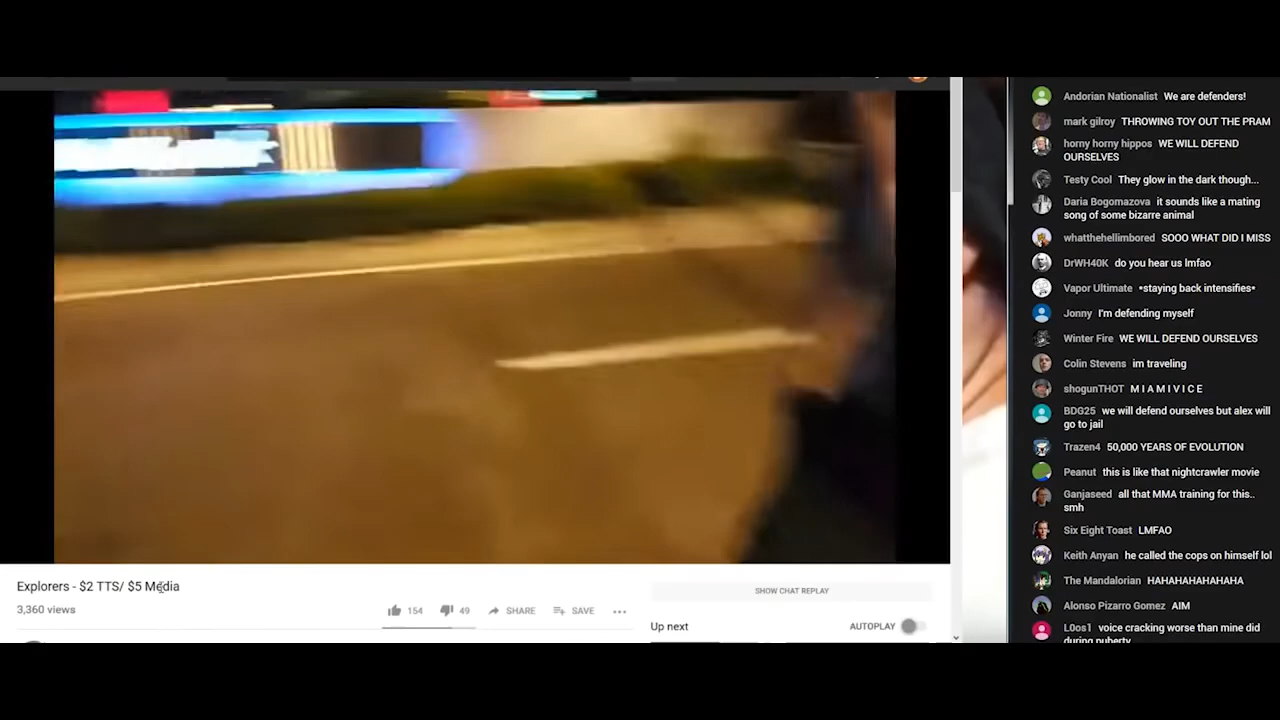 Explorers - $2 TTS/ $5 Media
3,360 views
154
49
SHARE
SAVE
SHOW CHAT REPLAY
Up next
AUTOPLAY
Andorian Nationalist We are defenders!
mark gilroy THROWING TOY OUT THE PRAM
horny horny hippos WE WILL DEFEND
OURSELVES
Testy Cool They glow in the dark though...
Daria Bogomazova it sounds like a mating
song of some bizarre animal
whatthehellimbored SOOO WHAT DID I MISS
DrWH40K do you hear us lmfao
Vapor Ultimate •staying back intensifies•
Jonny I'm defending myself
Winter Fire WE WILL DEFEND OURSELVES
Colin Stevens im traveling
shogunTHOT M I A M I V I C E
BDG25 we will defend ourselves but alex will
go to jail
Trazen4 50,000 YEARS OF EVOLUTION
Peanut this is like that nightcrawler movie
Ganjaseed all that MMA training for this..
smh
Six Eight Toast LMFAO
Keith Anyan he called the cops on himself lol
The Mandalorian HAHAHAHAHAHAHA
Alonso Pizarro Gomez AIM
L0os1 voice cracking worse than mine did
during puberty